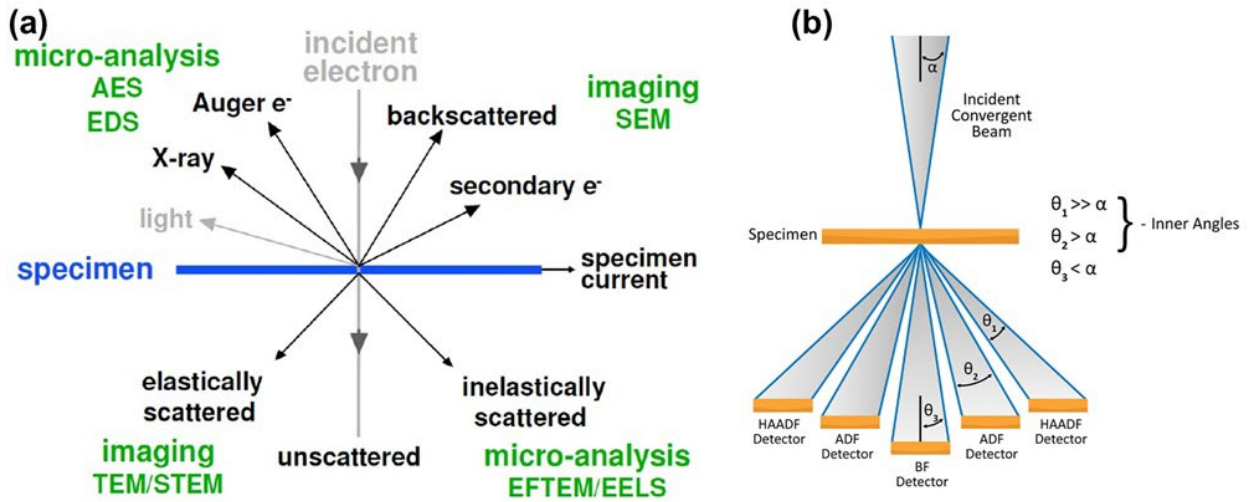 (a)
micro-analysis
AES
EDS
incident
electron
imaging
SEM
Auger e-
backscattered
X-ray
secondary e-
light
specimen
specimen
current
elastically
scattered
inelastically
scattered
imaging
TEM/STEM
unscattered
micro-analysis
EFTEM/EELS
(b)
α
Incident
Convergent
Beam
Specimen
θ1 >> α
θ2 > α
- Inner Angles
θ3 < α
θ1
θ2
θ3
HAADF
Detector
ADF
Detector
BF
Detector
ADF
Detector
HAADF
Detector